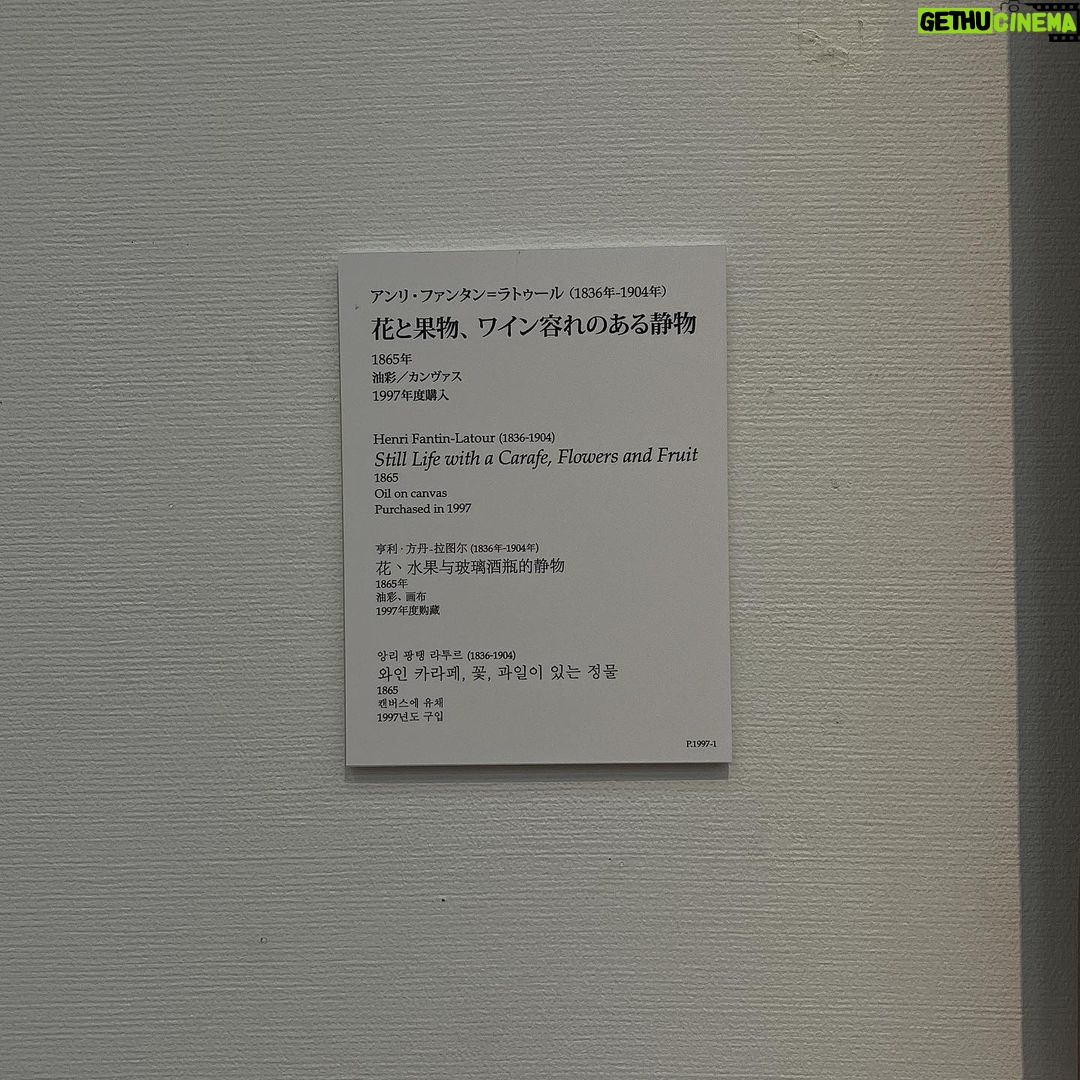 GETHUCINEMA
アンリ・ファンタン=ラトゥール（1836年-1904年）
花と果物、ワイン容れのある静物
1865年
油彩／カンヴァス
1997年度購入
Henri Fantin-Latour (1836-1904)
Still Life with a Carafe, Flowers and Fruit
1865
Oil on canvas
Purchased in 1997
亨利·方丹-拉图尔 (1836年-1904年)
花、水果与玻璃酒瓶的静物
1865年
油彩、画布
1997年度购藏
앙리 팡탱 라투르 (1836-1904)
와인 카라페, 꽃, 과일이 있는 정물
1865
캔버스에 유채
1997년도 구입
P.1997-1